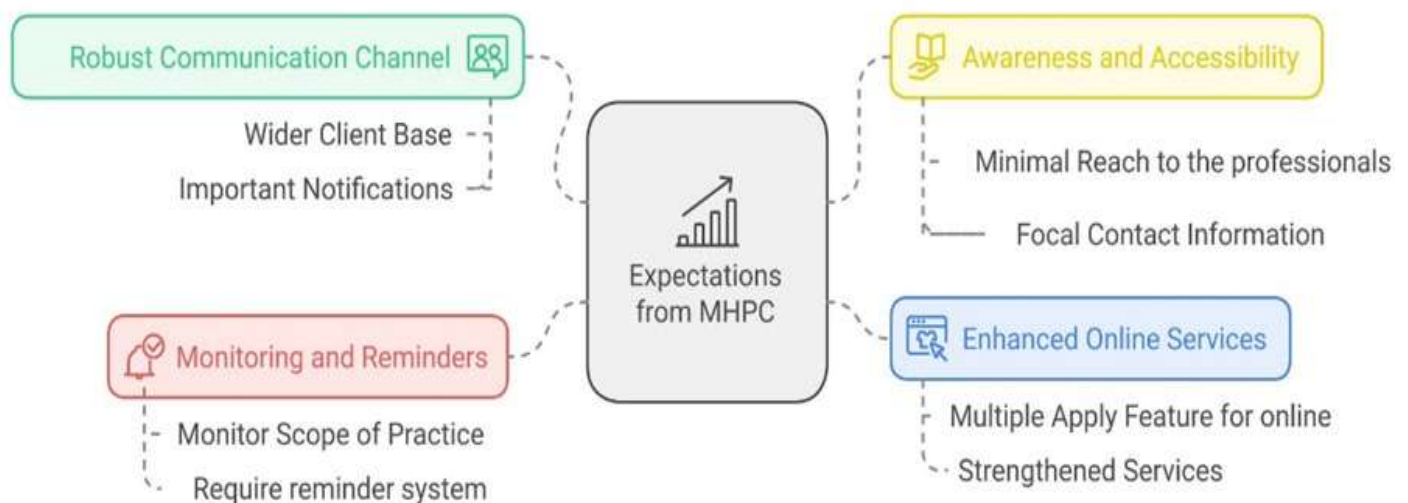 Robust Communication Channel
Wider Client Base
Important Notifications
Awareness and Accessibility
Minimal Reach to the professionals
Focal Contact Information
Expectations
from MHPC
Monitoring and Reminders
Monitor Scope of Practice
Require reminder system
Enhanced Online Services
Multiple Apply Feature for online
Strengthened Services